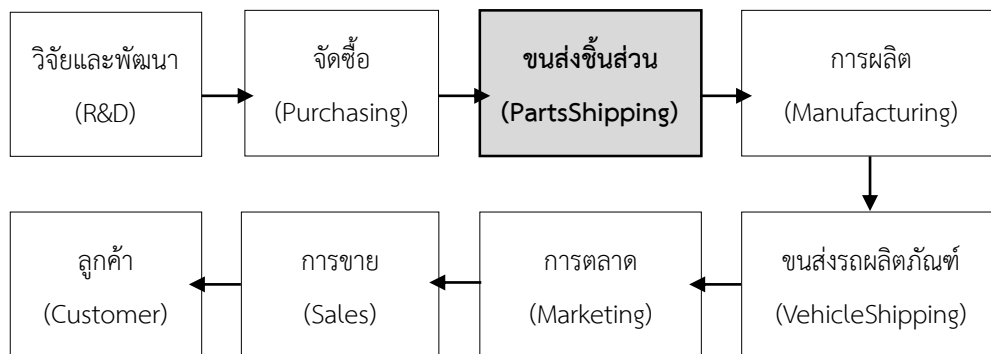 วิจัยและพัฒนา
(R&D)
จัดซื้อ
(Purchasing)
ขนส่งชิ้นส่วน
(PartsShipping)
การผลิต
(Manufacturing)
ลูกค้า
(Customer)
การขาย
(Sales)
การตลาด
(Marketing)
ขนส่งรถผลิตภัณฑ์
(VehicleShipping)